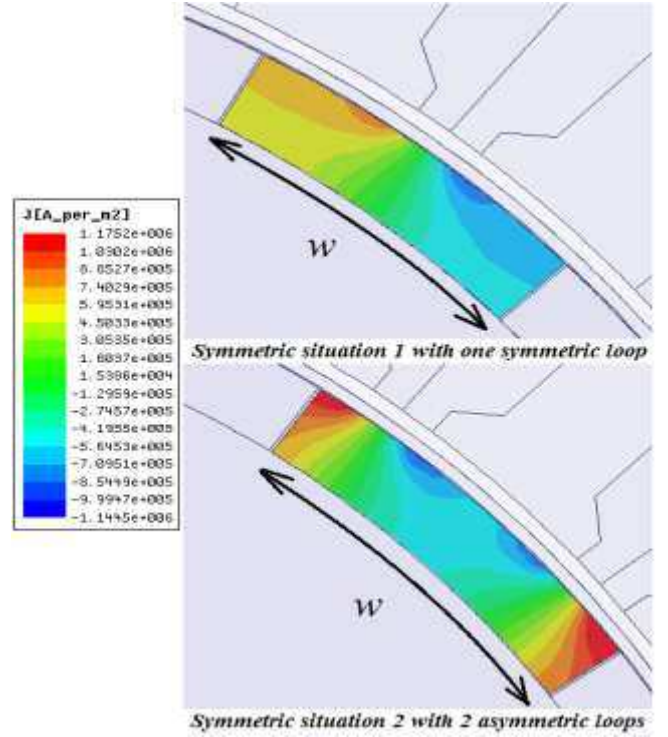 J[A_per_m2]
1.1752e+006
1.0302e+006
8.8527e+005
7.4029e+005
5.9531e+005
4.5033e+005
3.0535e+005
1.6037e+005
1.5386e+004
-1.2959e+005
-2.7457e+005
-4.1955e+005
-5.6453e+005
-7.0951e+005
-8.5449e+005
-9.9947e+005
-1.1445e+006
w
Symmetric situation 1 with one symmetric loop
w
Symmetric situation 2 with 2 asymmetric loops